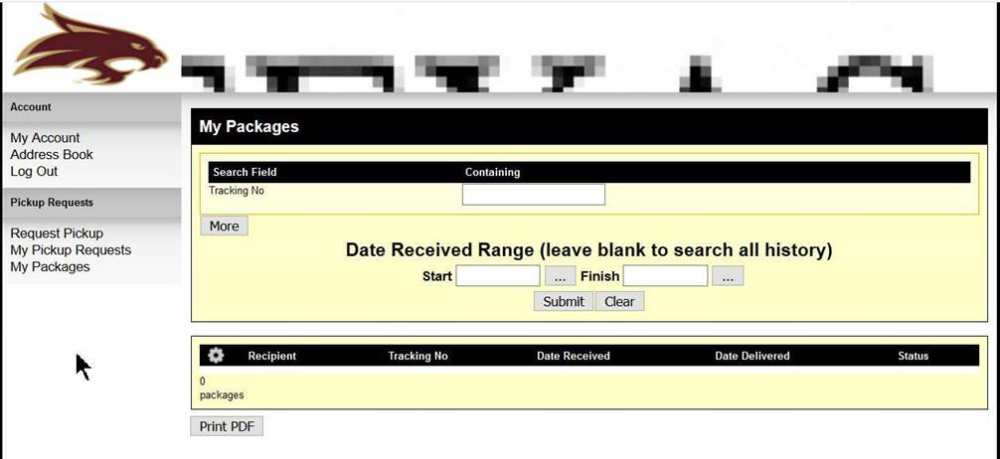 Account
My Account
Address Book
Log Out
Pickup Requests
Request Pickup
My Pickup Requests
My Packages
My Packages
Search Field Containing
Tracking No
More
Date Received Range (leave blank to search all history)
Start ... Finish ...
Submit Clear
Recipient Tracking No Date Received Date Delivered Status
0
packages
Print PDF